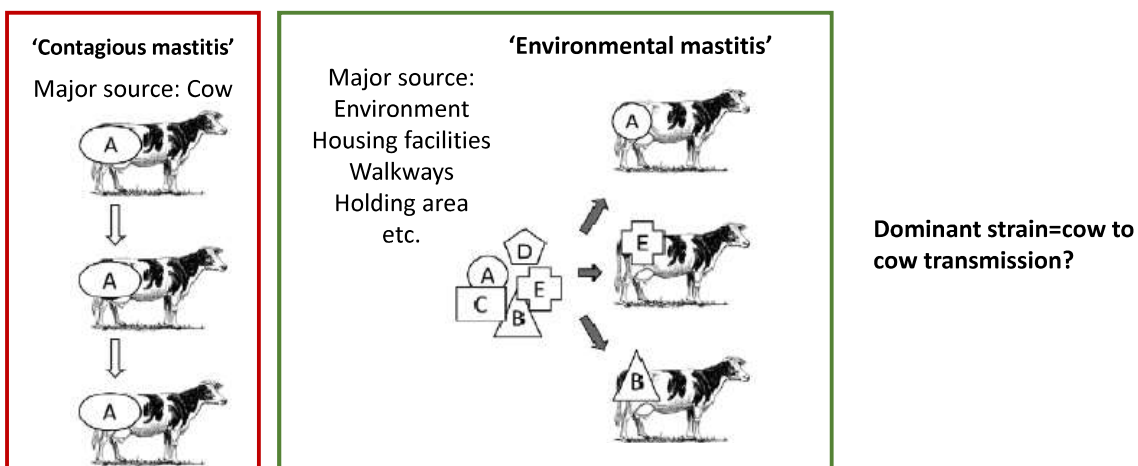 ‘Contagious mastitis’
Major source: Cow
A
A
A
‘Environmental mastitis’
Major source:
Environment
Housing facilities
Walkways
Holding area
etc.
D
A
E
C
B
A
E
B
Dominant strain=cow to
cow transmission?